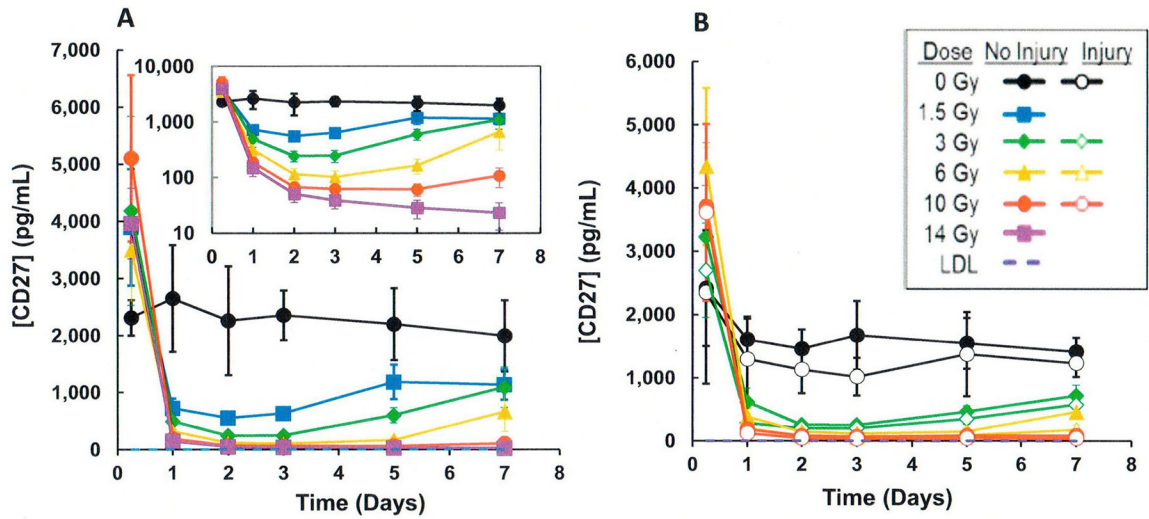 A
[CD27] (pg/mL)
7,000
6,000
5,000
4,000
3,000
2,000
1,000
0
0 1 2 3 4 5 6 7 8
Time (Days)
10,000
1,000
100
10
0 1 2 3 4 5 6 7 8
B
[CD27] (pg/mL)
6,000
5,000
4,000
3,000
2,000
1,000
0
0 1 2 3 4 5 6 7 8
Time (Days)
Dose No Injury Injury
0 Gy
1.5 Gy
3 Gy
6 Gy
10 Gy
14 Gy
LDL